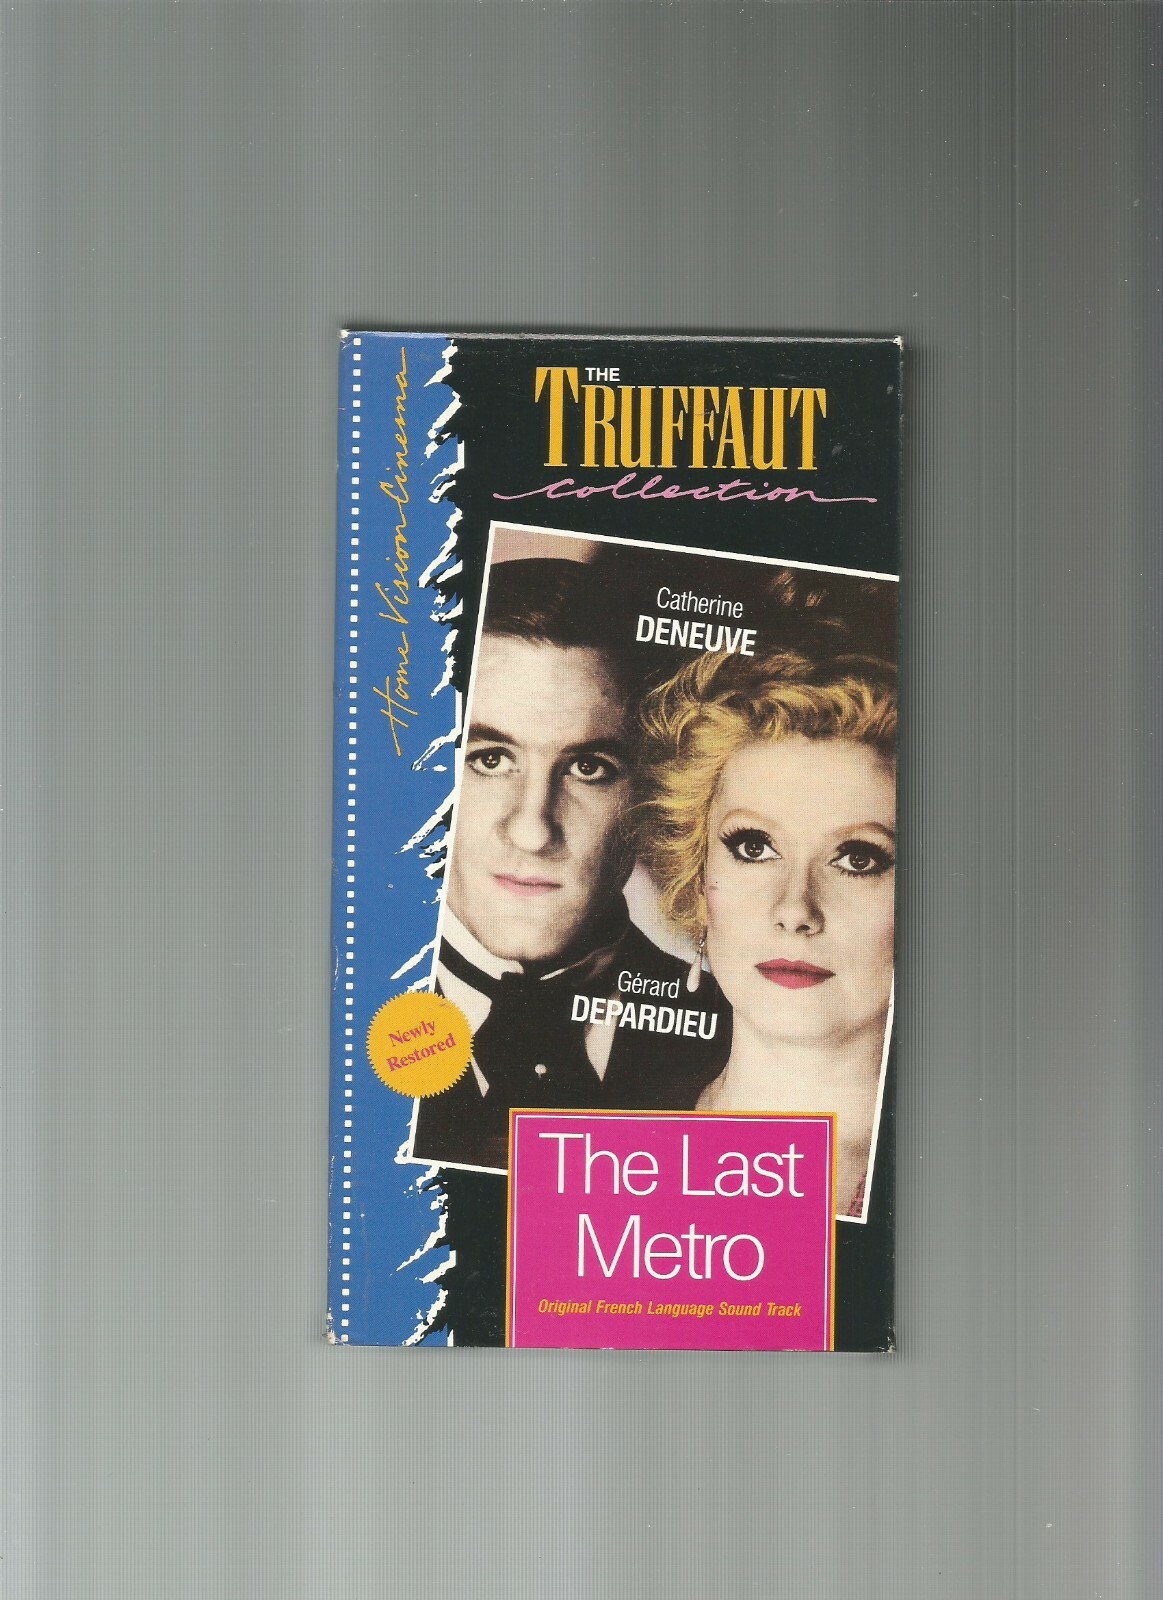 THE
TRUFFAUT
collection
Home Vision Cinema
Catherine
DENEUVE
Gérard
DEPARDIEU
Newly
Restored
The Last
Metro
Original French Language Sound Track